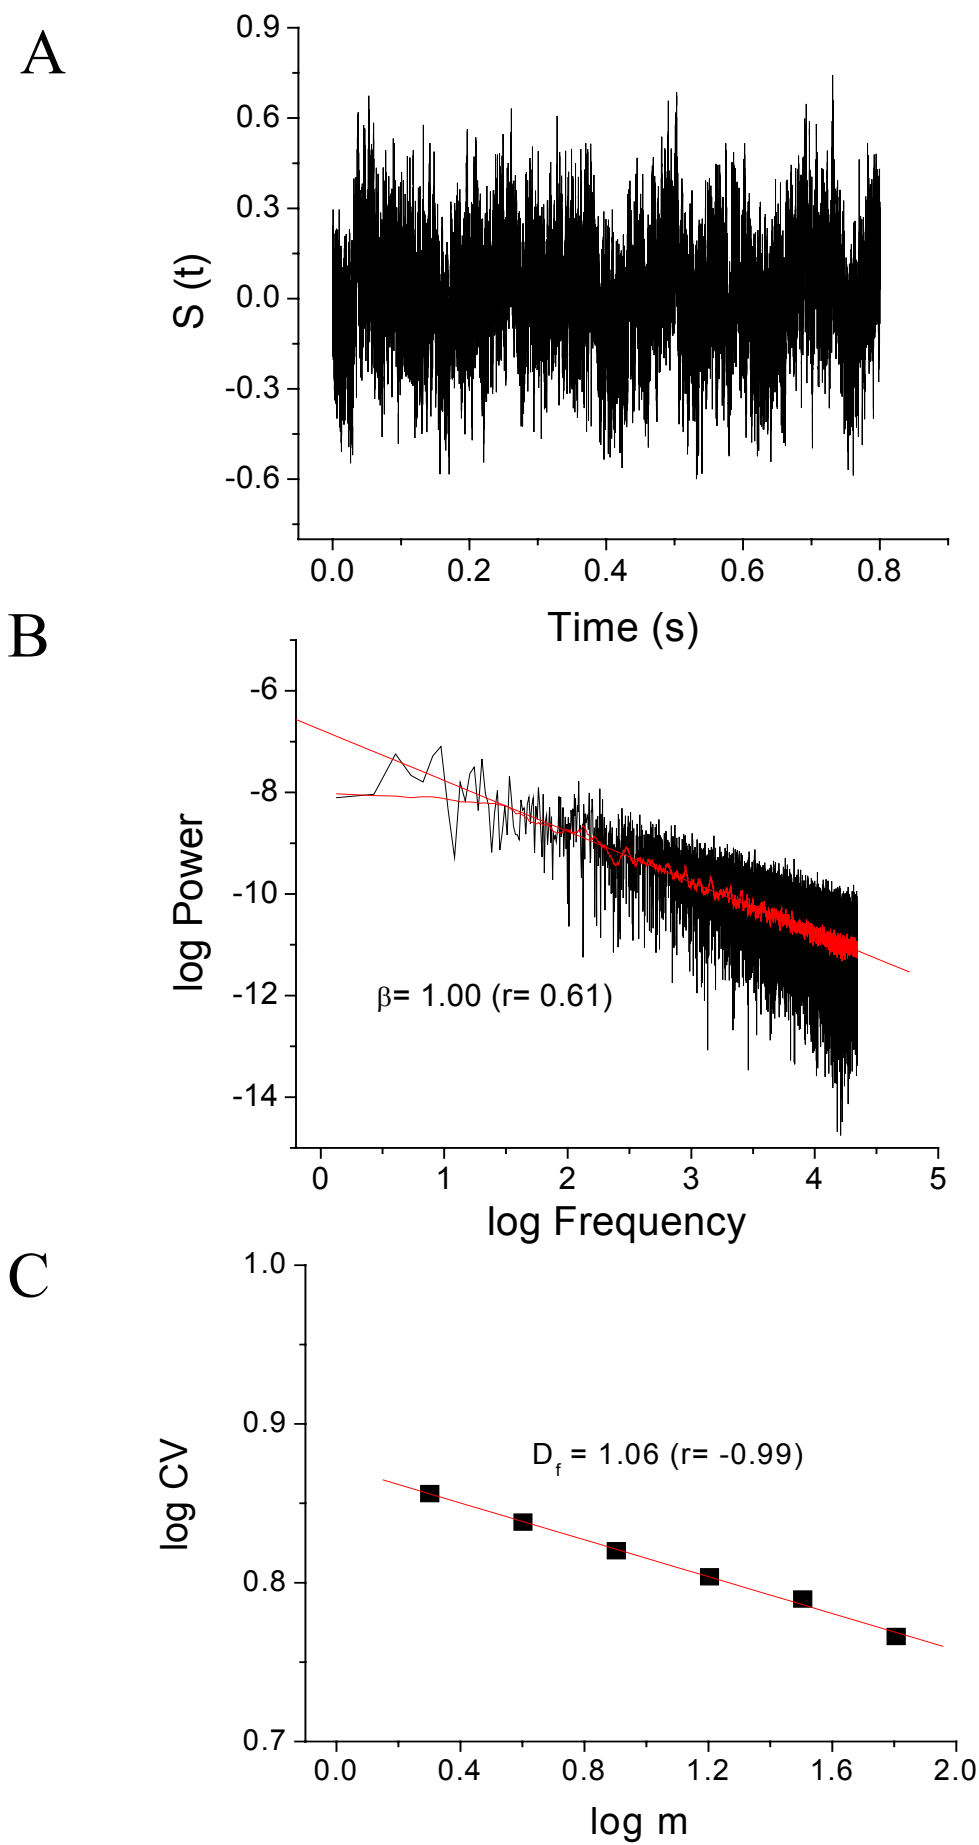 A
0.9
0.6
0.3
0.0
-0.3
-0.6
S (t)
0.0 0.2 0.4 0.6 0.8
Time (s)
B
-6
-8
-10
-12
-14
log Power
β= 1.00 (r= 0.61)
0 1 2 3 4 5
log Frequency
C
1.0
0.9
0.8
0.7
log CV
Df = 1.06 (r= -0.99)
0.0 0.4 0.8 1.2 1.6 2.0
log m